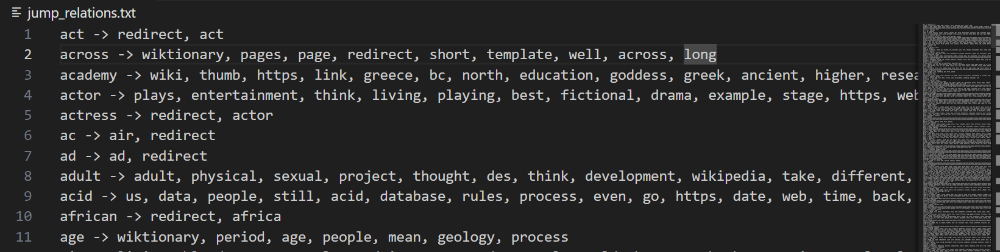 jump_relations.txt
1 act -> redirect, act
2 across -> wiktionary, pages, page, redirect, short, template, well, across, long
3 academy -> wiki, thumb, https, link, greece, bc, north, education, goddess, greek, ancient, higher, resea
4 actor -> plays, entertainment, think, living, playing, best, fictional, drama, example, stage, https, web
5 actress -> redirect, actor
6 ac -> air, redirect
7 ad -> ad, redirect
8 adult -> adult, physical, sexual, project, thought, des, think, development, wikipedia, take, different,
9 acid -> us, data, people, still, acid, database, rules, process, even, go, https, date, web, time, back,
10 african -> redirect, africa
11 age -> wiktionary, period, age, people, mean, geology, process